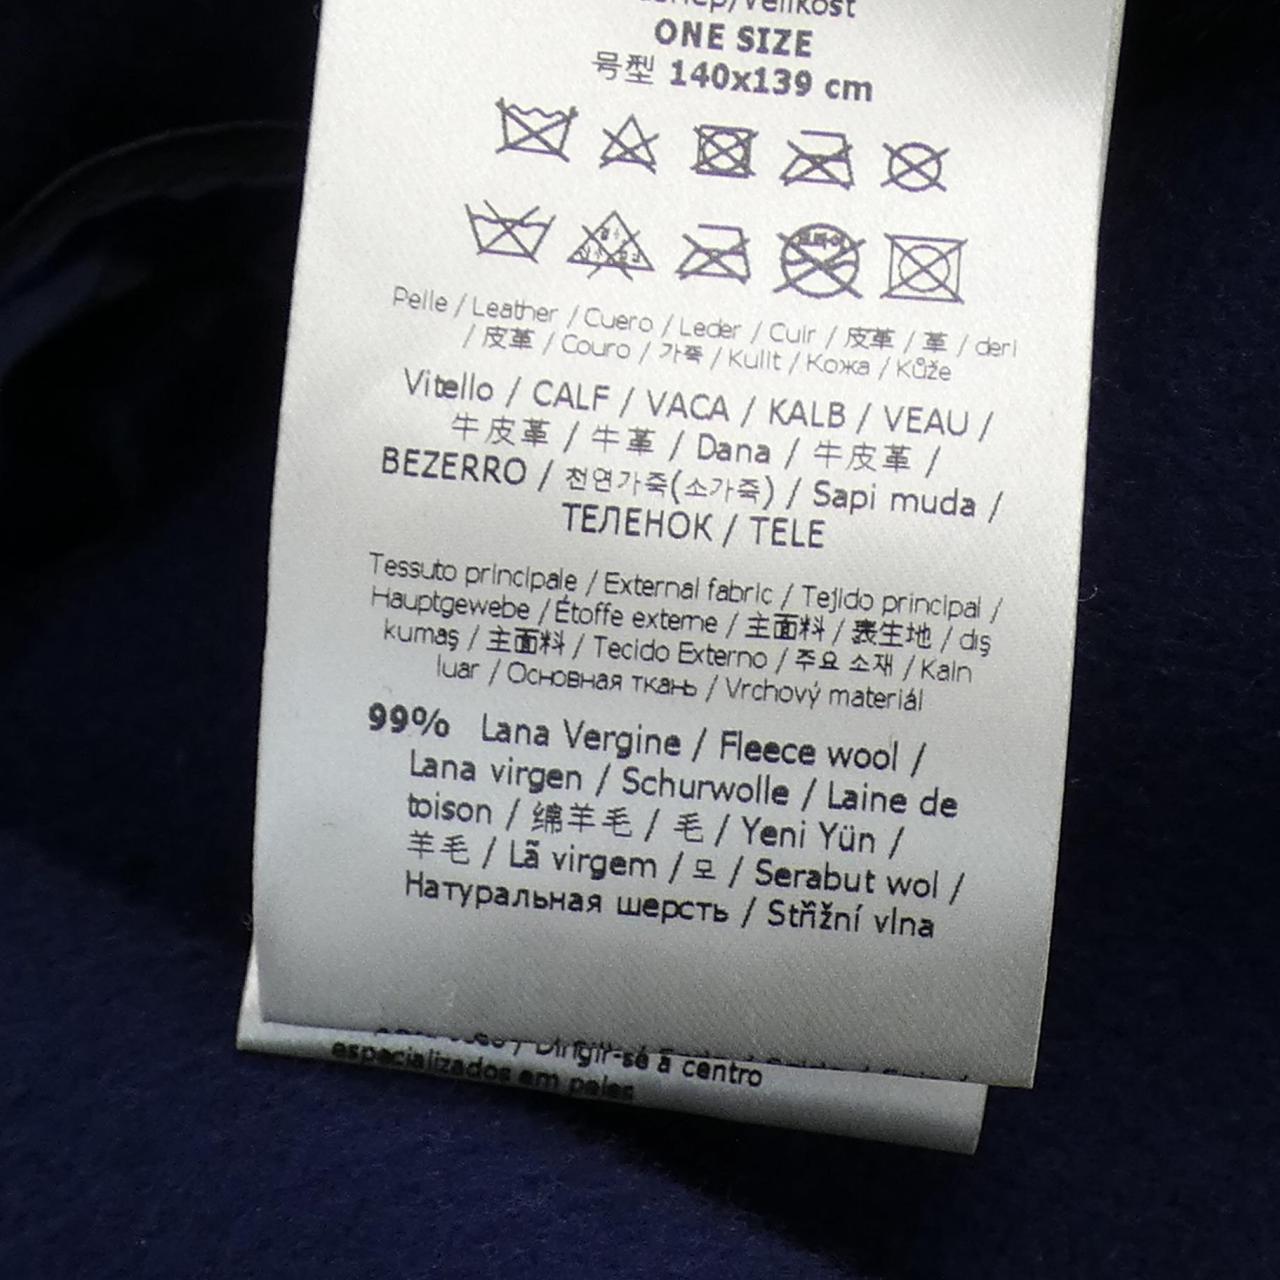 ONE SIZE
号型 140x139 cm
Pelle / Leather / Cuero / Leder / Cuir / 皮革 / 革 / deri
/ 皮革 / Couro / 가죽 / Kulit / Кожа / Kůže
Vitello / CALF / VACA / KALB / VEAU /
牛皮革 / 牛革 / Dana / 牛皮革 /
BEZERRO / 천연가죽(소가죽) / Sapi muda /
ТЕЛЕНОК / TELE
Tessuto principale / External fabric / Tejido principal /
Hauptgewebe / Étoffe externe / 主面料 / 表生地 / dış
kumaş / 主面料 / Tecido Externo / 주요 소재 / Kain
luar / Основная ткань / Vrchový materiál
99% Lana Vergine / Fleece wool /
Lana virgen / Schurwolle / Laine de
toison / 绵羊毛 / 毛 / Yeni Yün /
羊毛 / Lã virgem / 모 / Serabut wol /
Натуральная шерсть / Střižní vlna
/ Dirigir-se a centro
especializados em peles